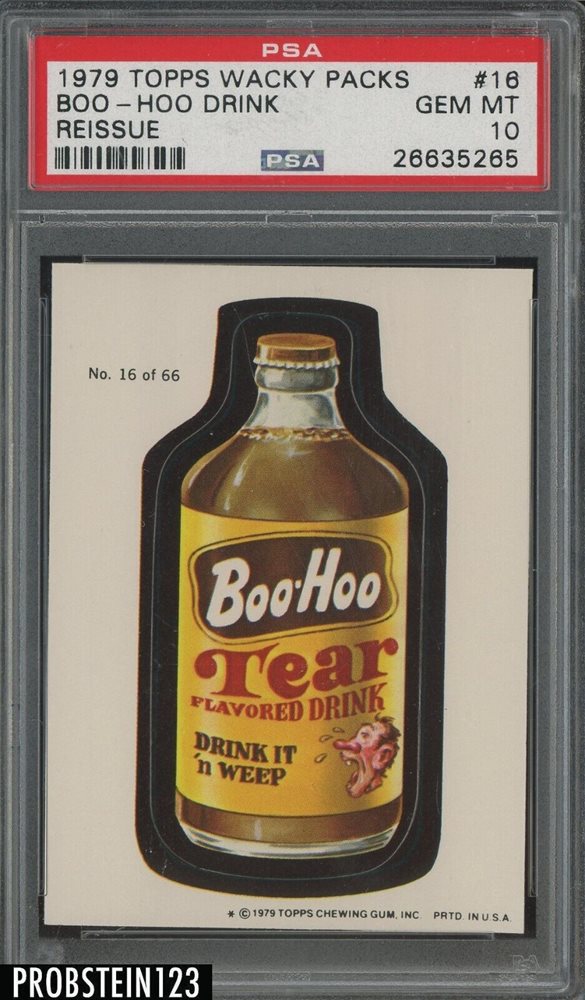 PSA
1979 TOPPS WACKY PACKS #16
BOO-HOO DRINK GEM MT
REISSUE 10
PSA 26635265
No. 16 of 66
Boo-Hoo
Tear
FLAVORED DRINK
DRINK IT
'n WEEP
* © 1979 TOPPS CHEWING GUM, INC. PRTD. IN U.S.A.
PROBSTEIN123